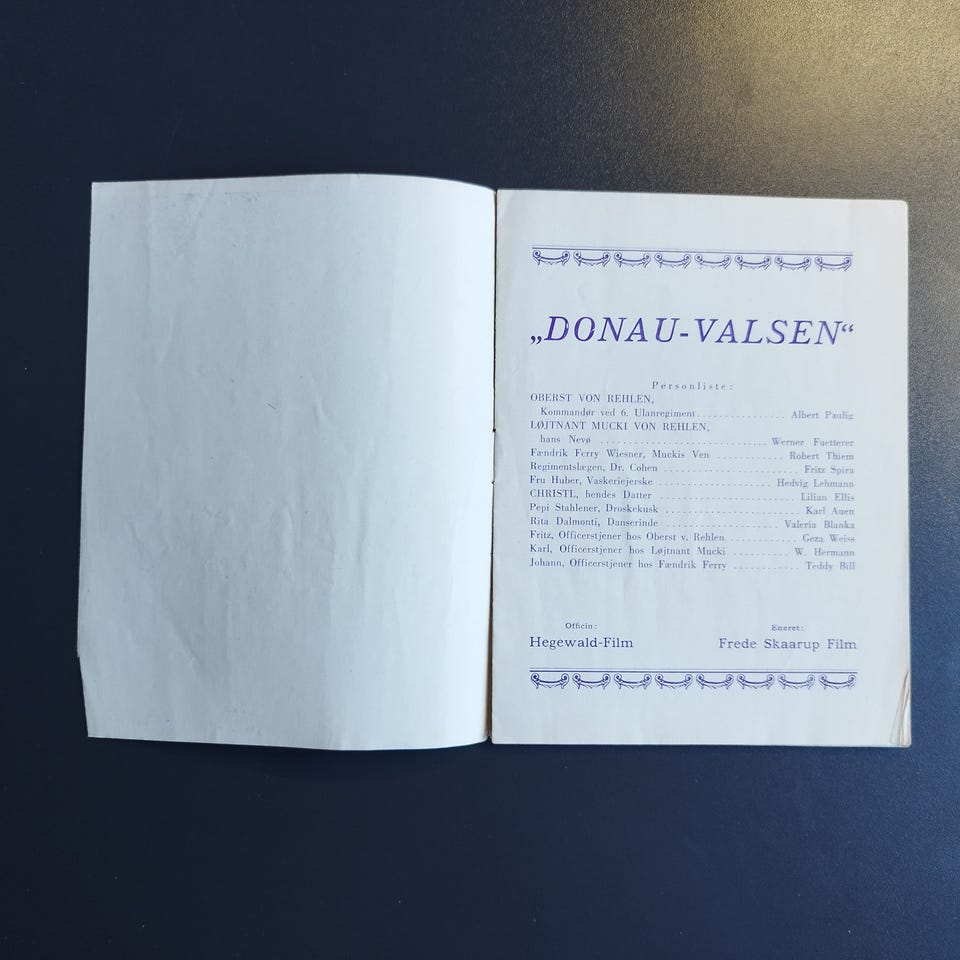 „DONAU-VALSEN“
Personliste:
OBERST VON REHLEN,
Kommandør ved 6. Ulanregiment............... Albert Paulig
LØJTNANT MUCKI VON REHLEN,
hans Nevø ............................ Werner Fuetterer
Fændrik Ferry Wiesner, Muckis Ven ........... Robert Thiem
Regimentslægen, Dr. Cohen ..................... Fritz Spira
Fru Huber, Vaskeriejerske .................. Hedvig Lehmann
CHRISTL, hendes Datter ...................... Lilian Ellis
Pepi Stahlener, Droskekusk .................... Karl Auen
Rita Dalmonti, Danserinde ................. Valeria Blanka
Fritz, Officerstjener hos Oberst v. Rehlen .......... Geza Weiss
Karl, Officerstjener hos Løjtnant Mucki ........... W. Hermann
Johann, Officerstjener hos Fændrik Ferry ........... Teddy Bill
Officin: Eneret:
Hegewald-Film Frede Skaarup Film